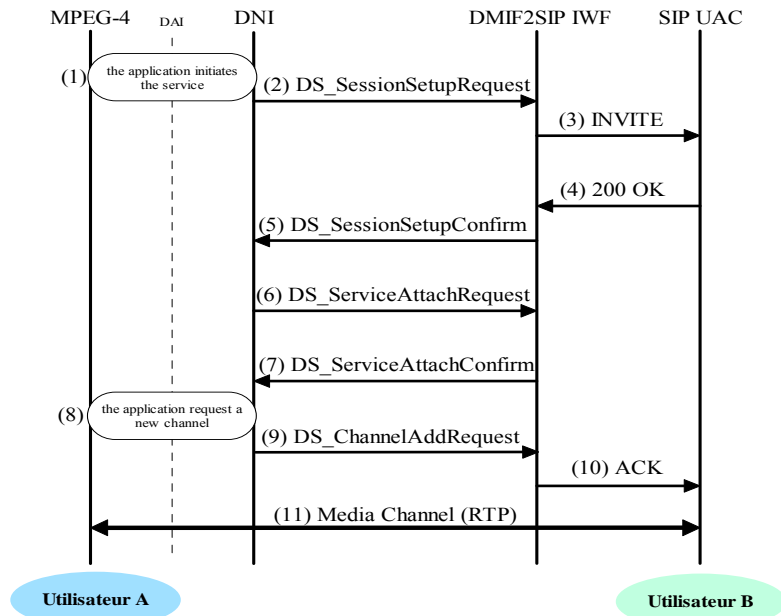 MPEG-4 DAI DNI DMIF2SIP IWF SIP UAC
(1) the application initiates
the service
(2) DS_SessionSetupRequest
(3) INVITE
(4) 200 OK
(5) DS_SessionSetupConfirm
(6) DS_ServiceAttachRequest
(7) DS_ServiceAttachConfirm
(8) the application request a
new channel
(9) DS_ChannelAddRequest
(10) ACK
(11) Media Channel (RTP)
Utilisateur A Utilisateur B